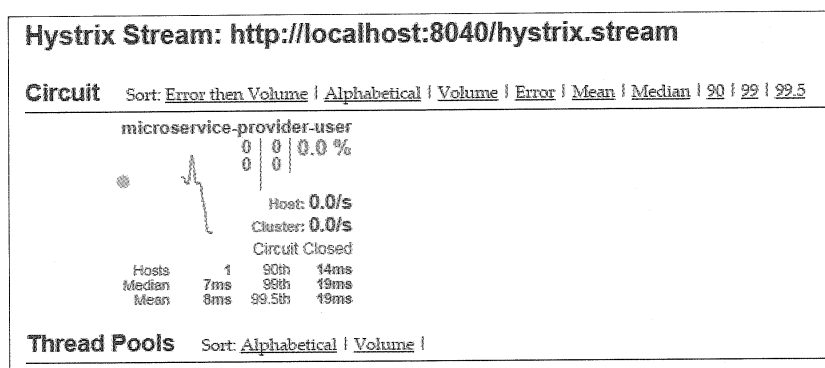 Hystrix Stream: http://localhost:8040/hystrix.stream
Circuit Sort: Error then Volume | Alphabetical | Volume | Error | Mean | Median | 90 | 99 | 99.5
microservice-provider-user
0 | 0 | 0.0 %
0 | 0 |
Host: 0.0/s
Cluster: 0.0/s
Circuit Closed
Hosts 1 90th 14ms
Median 7ms 99th 19ms
Mean 8ms 99.5th 19ms
Thread Pools Sort: Alphabetical | Volume |